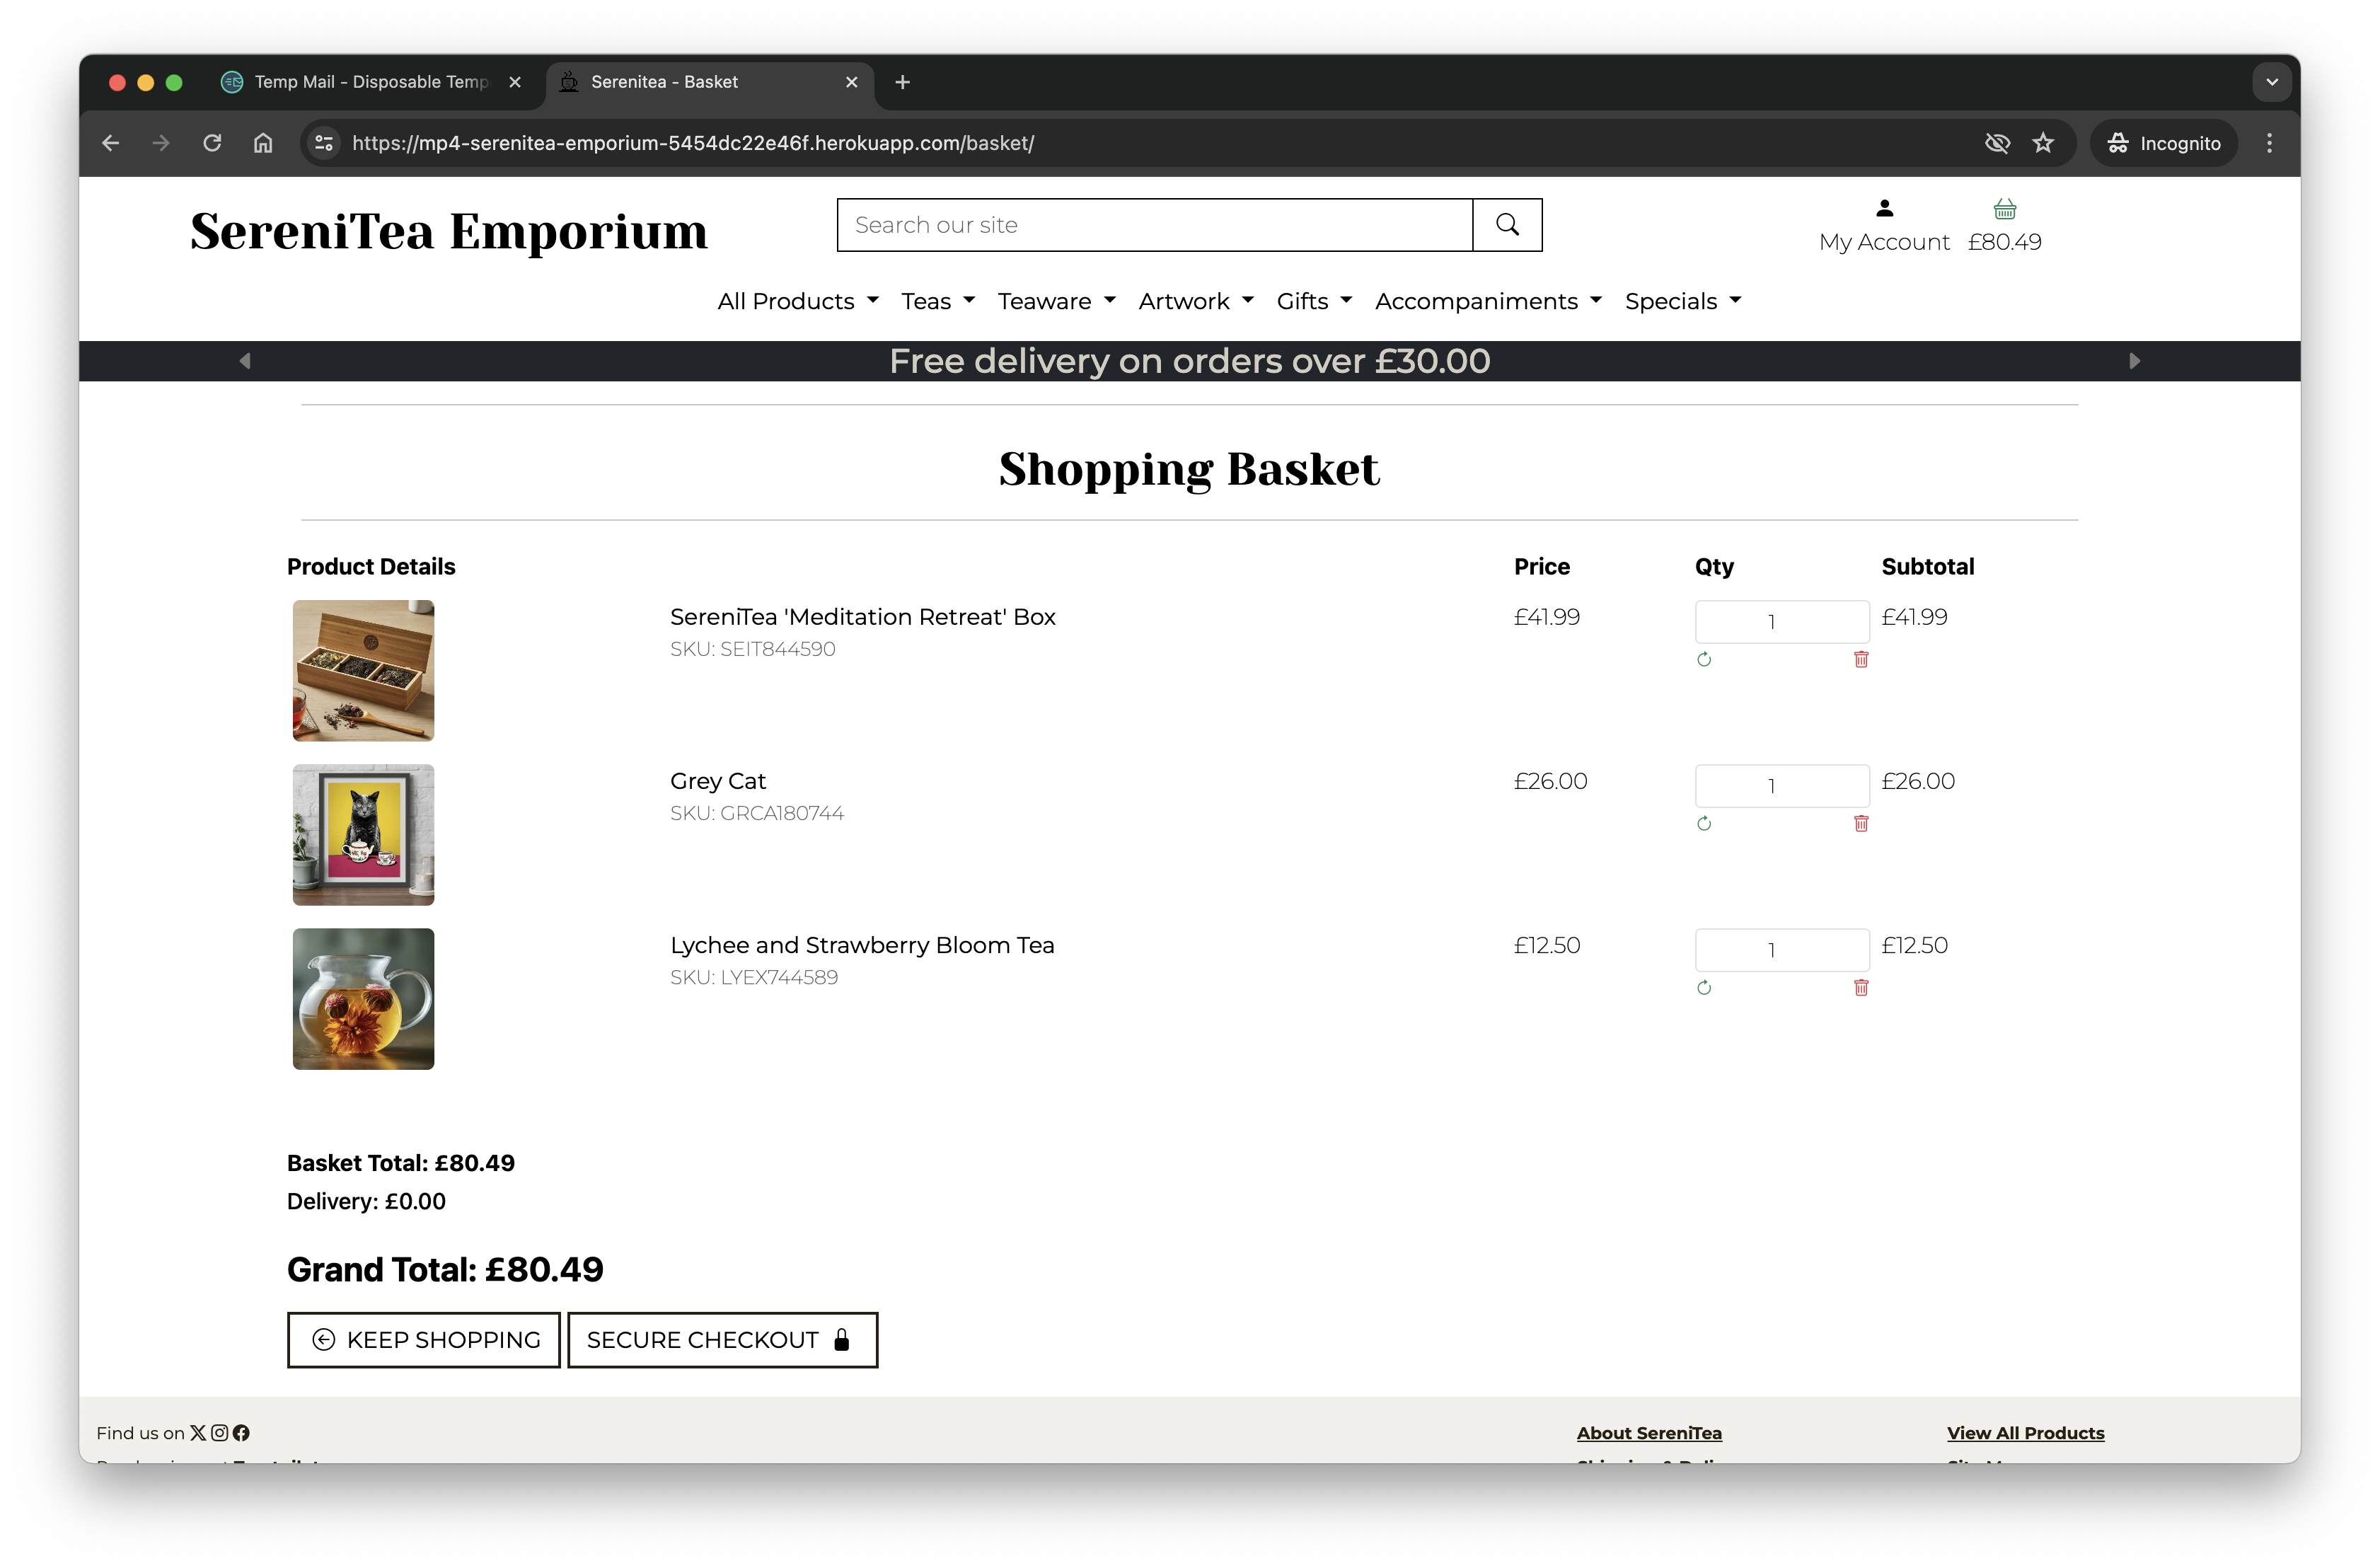 Temp Mail - Disposable Temp
Serenitea - Basket
https://mp4-serenitea-emporium-5454dc22e46f.herokuapp.com/basket/
Incognito
SereniTea Emporium
Search our site
My Account
£80.49
All Products Teas Teaware Artwork Gifts Accompaniments Specials
Free delivery on orders over £30.00
Shopping Basket
Product Details Price Qty Subtotal
SereniTea 'Meditation Retreat' Box £41.99 1 £41.99
SKU: SEIT844590
Grey Cat £26.00 1 £26.00
SKU: GRCA180744
Lychee and Strawberry Bloom Tea £12.50 1 £12.50
SKU: LYEX744589
Basket Total: £80.49
Delivery: £0.00
Grand Total: £80.49
KEEP SHOPPING SECURE CHECKOUT
Find us on About SereniTea View All Products